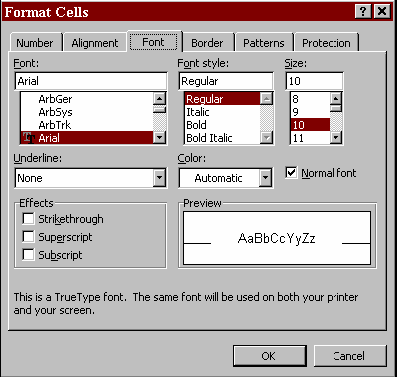 Format Cells
Number Alignment Font Border Patterns Protection
Font: Font style: Size:
Arial Regular 10
ArbGer Regular 8
ArbSys Italic 9
ArbTrk Bold 10
Arial Bold Italic 11
Underline: Color:
None Automatic Normal font
Effects Preview
Strikethrough
Superscript AaBbCcYyZz
Subscript
This is a TrueType font. The same font will be used on both your printer
and your screen.
OK Cancel